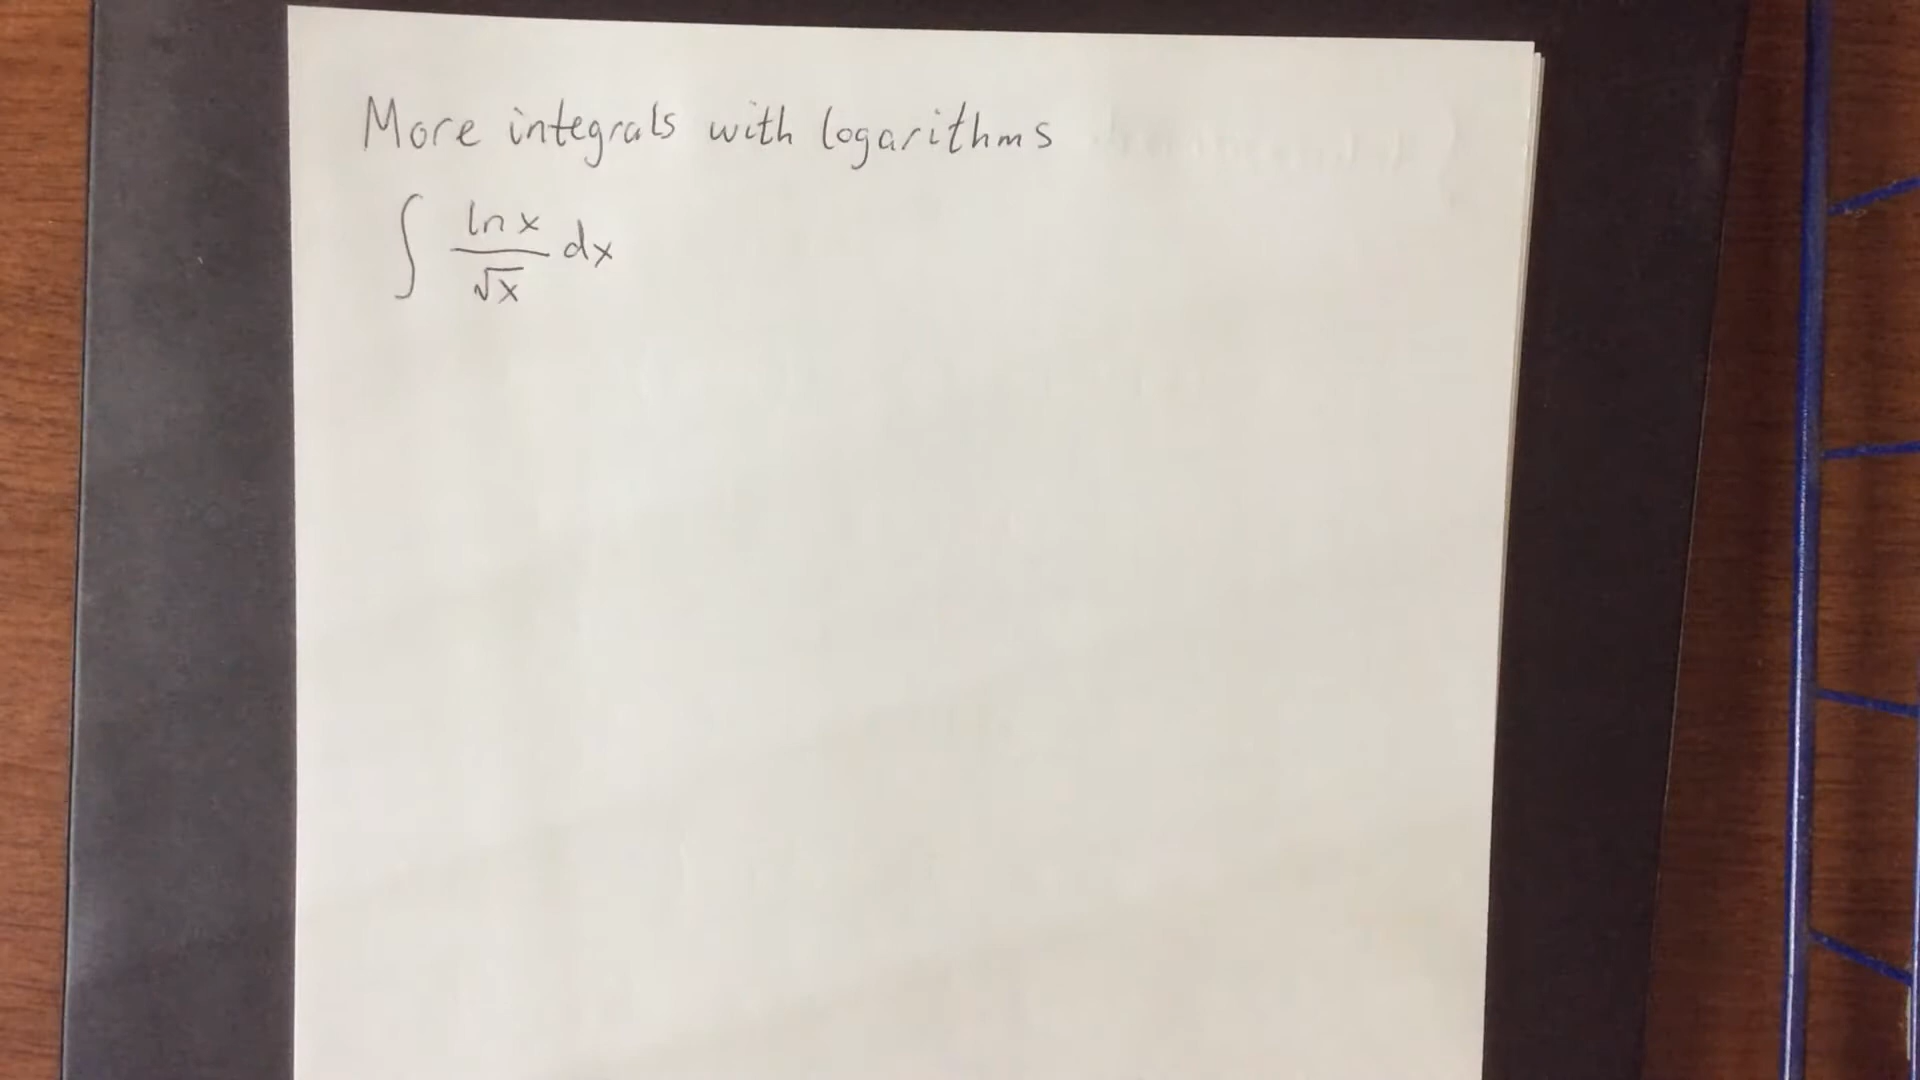 More integrals with logarithms
∫ ln x / √x dx